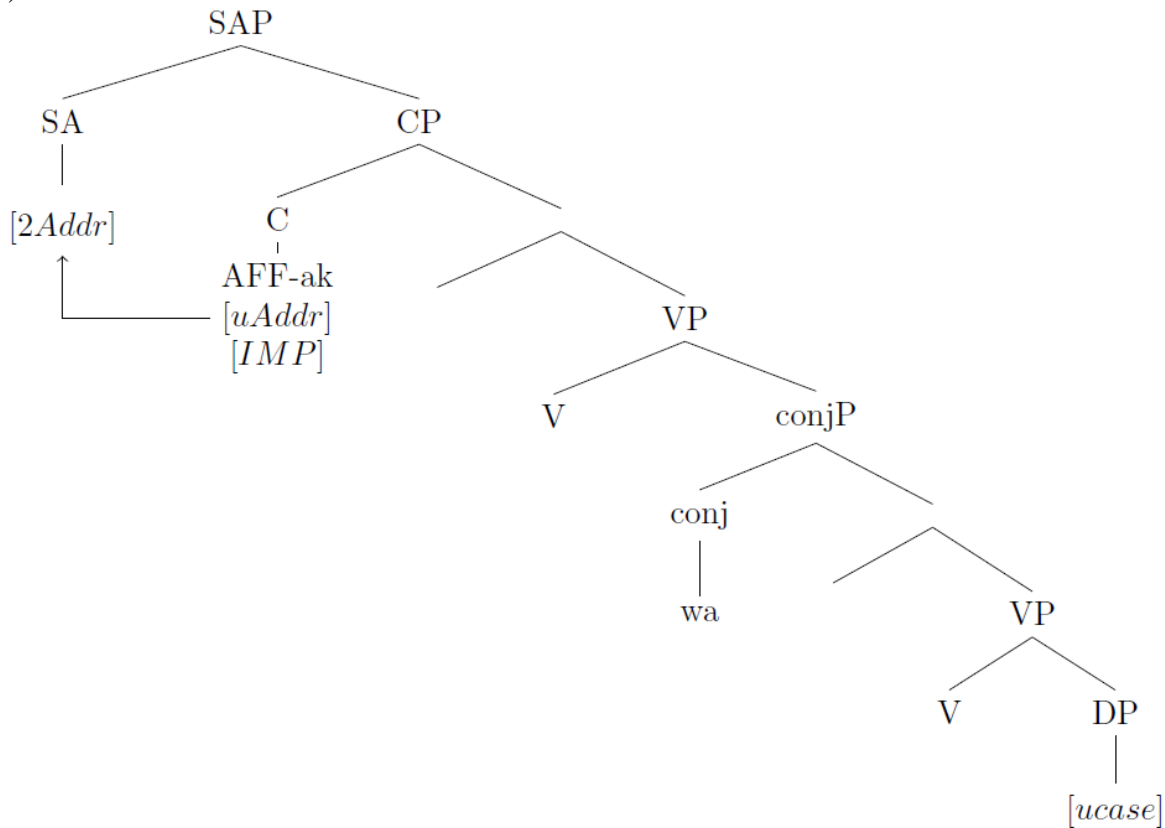 )
SAP
SA CP
[2Addr] C
AFF-ak
[uAddr]
[IMP]
VP
V conjP
conj
wa VP
V DP
[ucase]